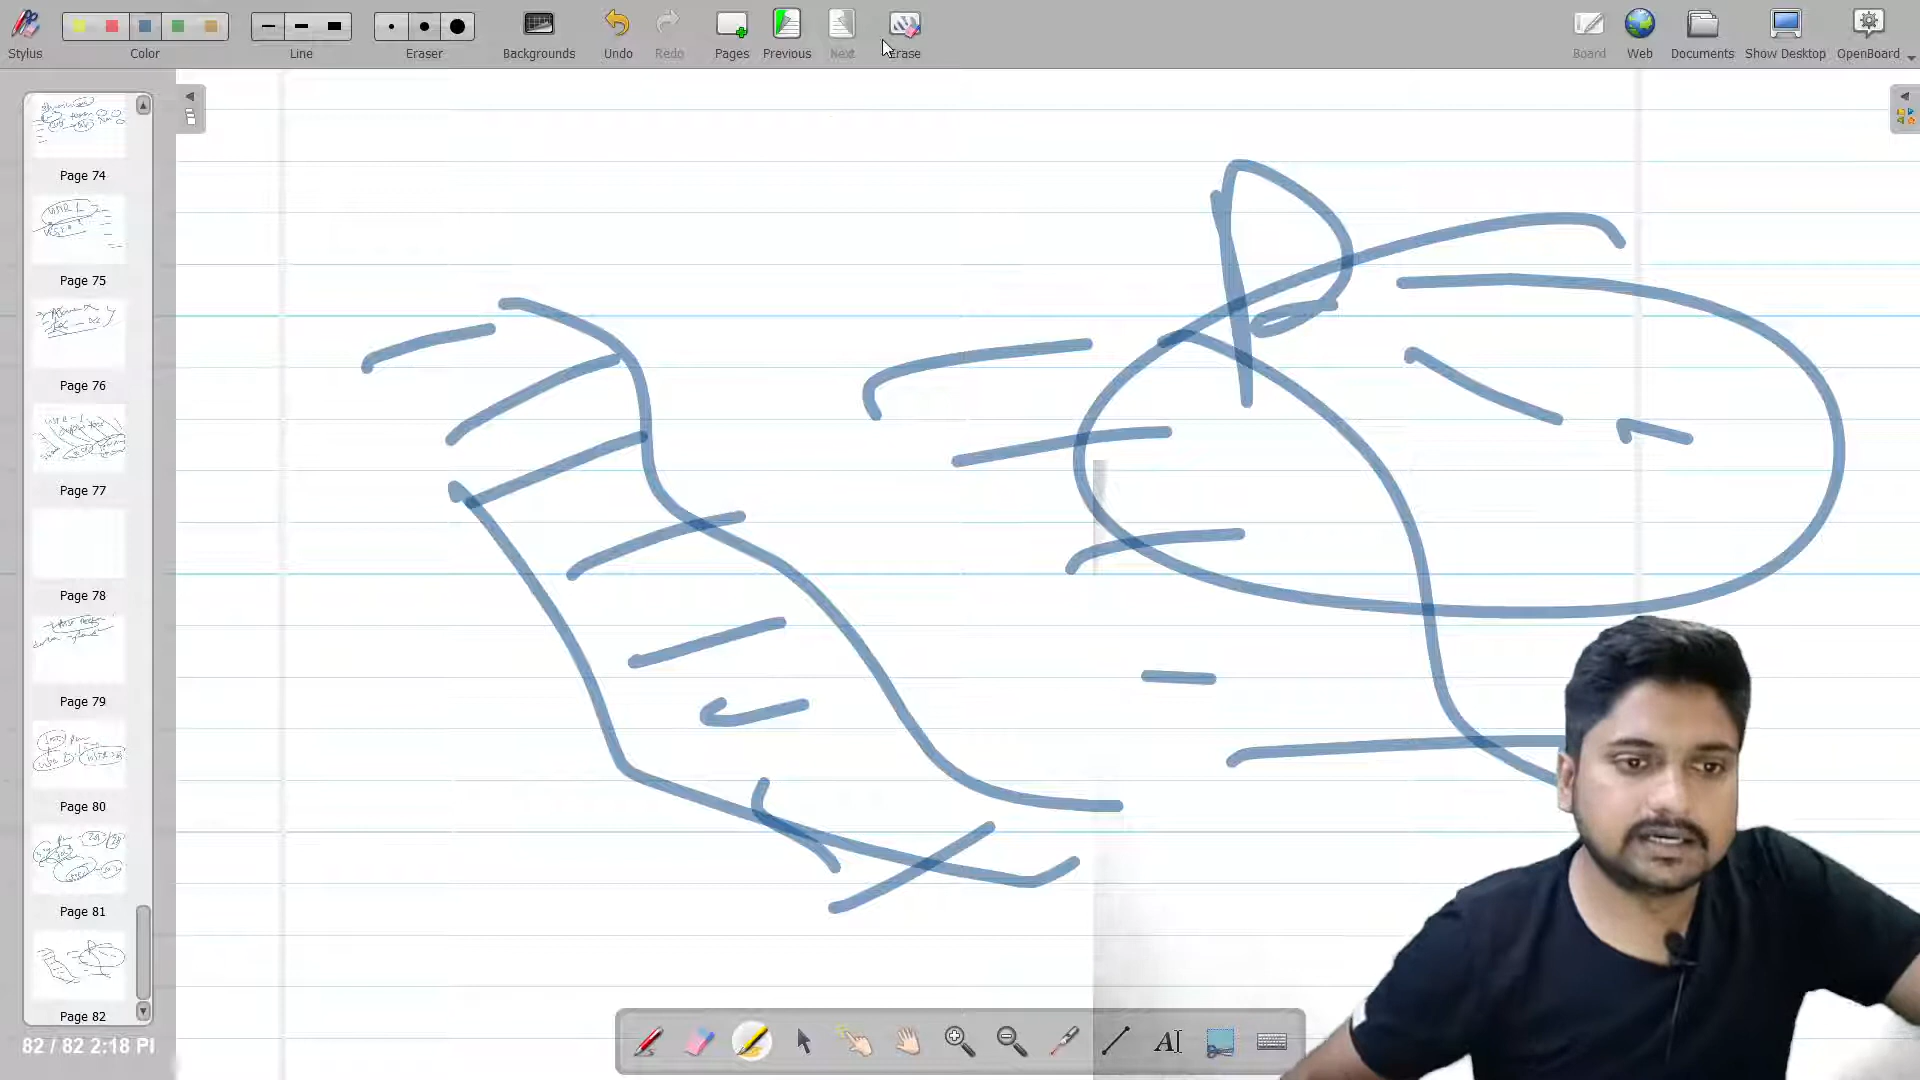 Stylus
Color
Line
Eraser
Backgrounds
Undo
Redo
Pages
Previous
Next
Erase
Board
Web
Documents
Show Desktop
OpenBoard
Page 74
Page 75
Page 76
Page 77
Page 78
Page 79
Page 80
Page 81
Page 82
82 / 82 2:18 PI
AI